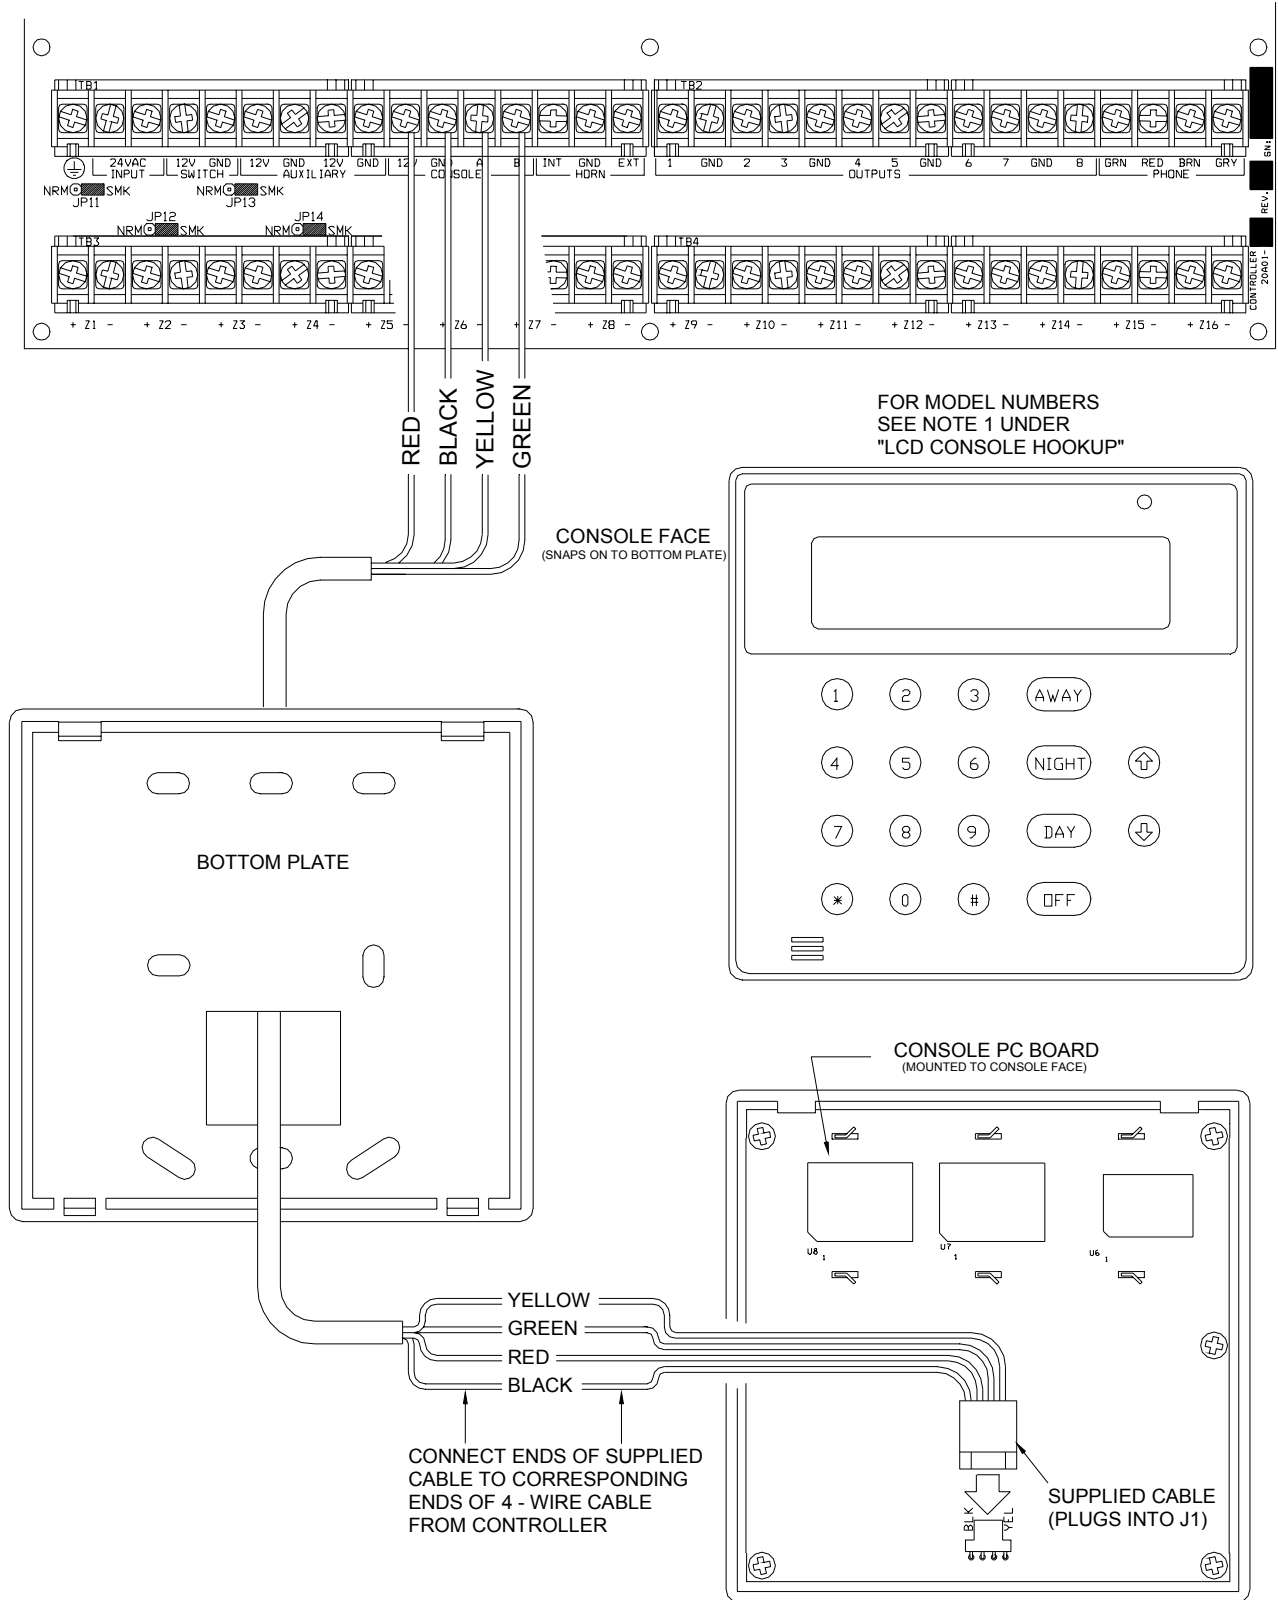 TB1 TB2
24VAC 12V GND 12V GND 12V GND 12V GND A B INT GND EXT 1 GND 2 3 GND 4 5 GND 6 7 GND 8 GRN RED BRN GRY
INPUT SWITCH AUXILIARY CONSOLE HORN OUTPUTS PHONE
SN:
REV.
CONTROLLER
20A01-
NRM SMK NRM SMK
JP11 JP13
JP12 JP14
NRM SMK NRM SMK
TB3 TB4
+ Z1 - + Z2 - + Z3 - + Z4 - + Z5 - + Z6 - + Z7 - + Z8 - + Z9 - + Z10 - + Z11 - + Z12 - + Z13 - + Z14 - + Z15 - + Z16 -
RED
BLACK
YELLOW
GREEN
FOR MODEL NUMBERS
SEE NOTE 1 UNDER
"LCD CONSOLE HOOKUP"
CONSOLE FACE
(SNAPS ON TO BOTTOM PLATE)
1 2 3 AWAY
4 5 6 NIGHT
7 8 9 DAY
* 0 # OFF
BOTTOM PLATE
CONSOLE PC BOARD
(MOUNTED TO CONSOLE FACE)
U8 1 U7 1 U6 1
YELLOW
GREEN
RED
BLACK
CONNECT ENDS OF SUPPLIED
CABLE TO CORRESPONDING
ENDS OF 4 - WIRE CABLE
FROM CONTROLLER
SUPPLIED CABLE
(PLUGS INTO J1)
BLK
YEL